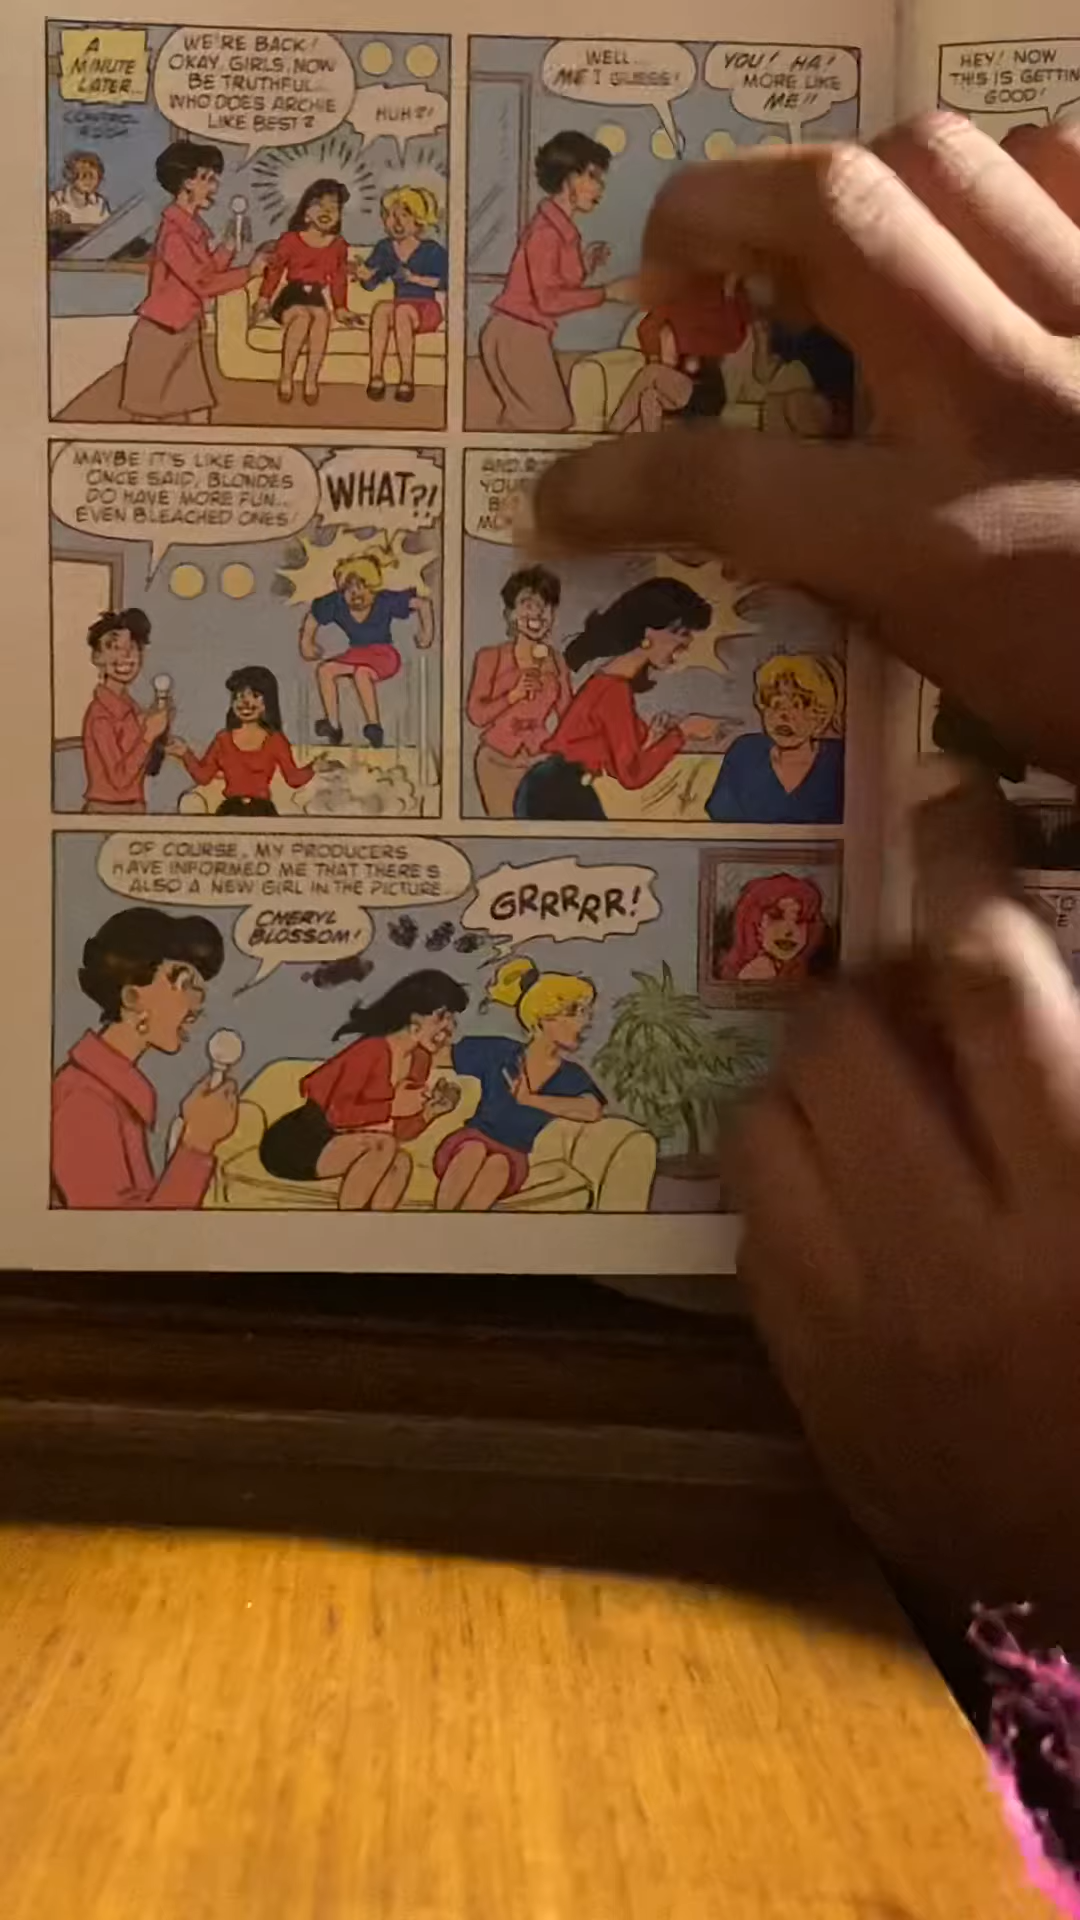 A
MINUTE
LATER...
WE'RE BACK!
OKAY, GIRLS, NOW
BE TRUTHFUL...
WHO DOES ARCHIE
LIKE BEST?
HUH?!
CONTROL
ROOM
WELL...
ME I GUESS!
YOU! HA!
MORE LIKE
ME!!
HEY! NOW
THIS IS GETTIN
GOOD!
MAYBE IT'S LIKE RON
ONCE SAID, BLONDES
DO HAVE MORE FUN...
EVEN BLEACHED ONES!
WHAT?!
OF COURSE, MY PRODUCERS
HAVE INFORMED ME THAT THERE'S
ALSO A NEW GIRL IN THE PICTURE...
CHERYL
BLOSSOM!
GRRRRR!